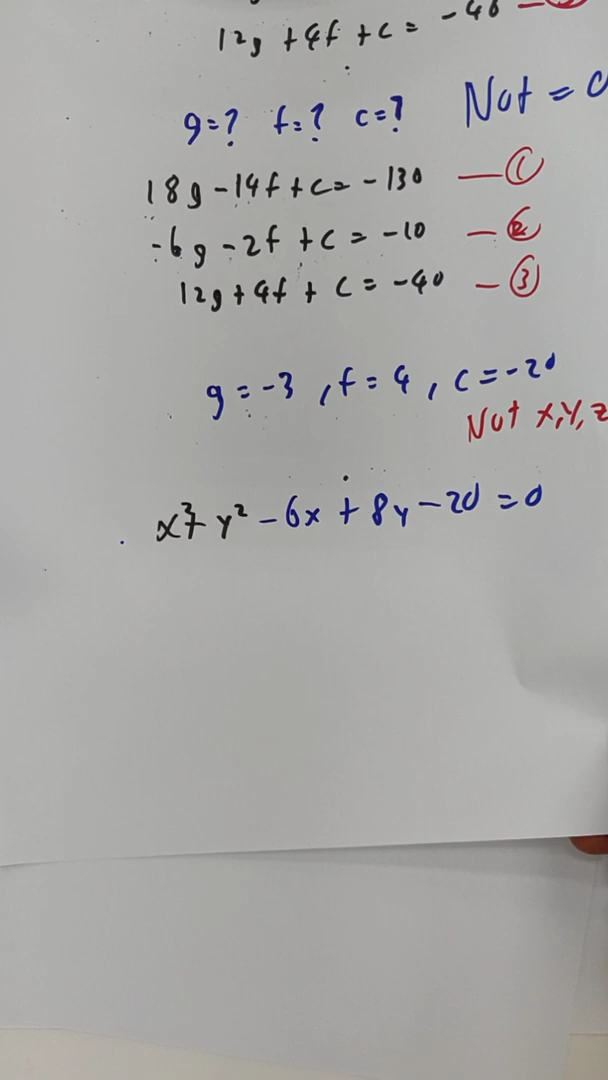 12g + 4f + c = -40
g=? f=? c=? Not = 0
18g - 14f + c = -130 — ①
-6g - 2f + c = -10 — ②
12g + 4f + c = -40 — ③
g = -3, f = 4, c = -20
Not x, y, z
x² + y² - 6x + 8y - 20 = 0